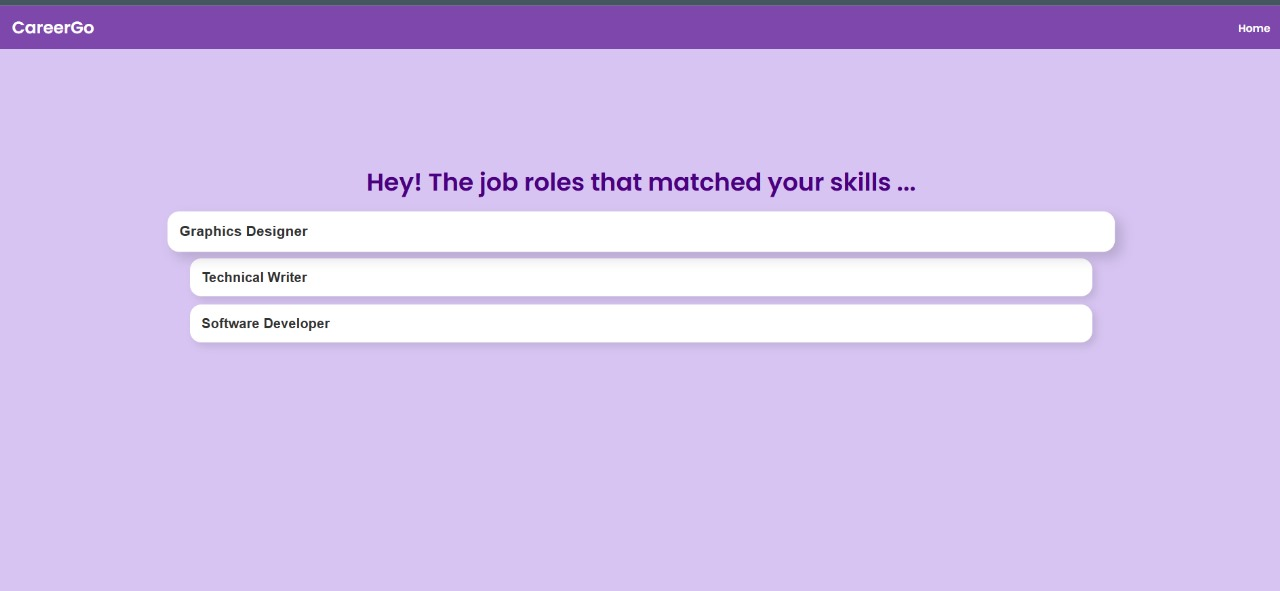 CareerGo
Home
Hey! The job roles that matched your skills ...
Graphics Designer
Technical Writer
Software Developer